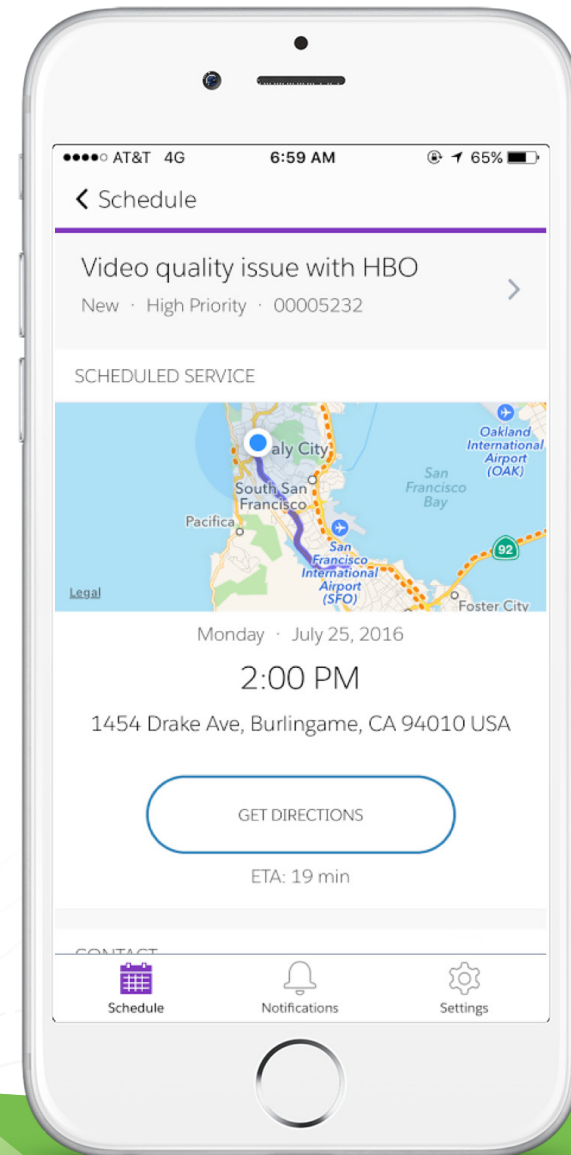 AT&T 4G 6:59 AM 65%
Schedule
Video quality issue with HBO
New · High Priority · 00005232
SCHEDULED SERVICE
aly City
Oakland
International
Airport
(OAK)
San
Francisco
Bay
South San
Francisco
Pacifica
San
Francisco
International
Airport
(SFO)
92
Legal
Foster City
Monday · July 25, 2016
2:00 PM
1454 Drake Ave, Burlingame, CA 94010 USA
GET DIRECTIONS
ETA: 19 min
CONTACT
Schedule Notifications Settings